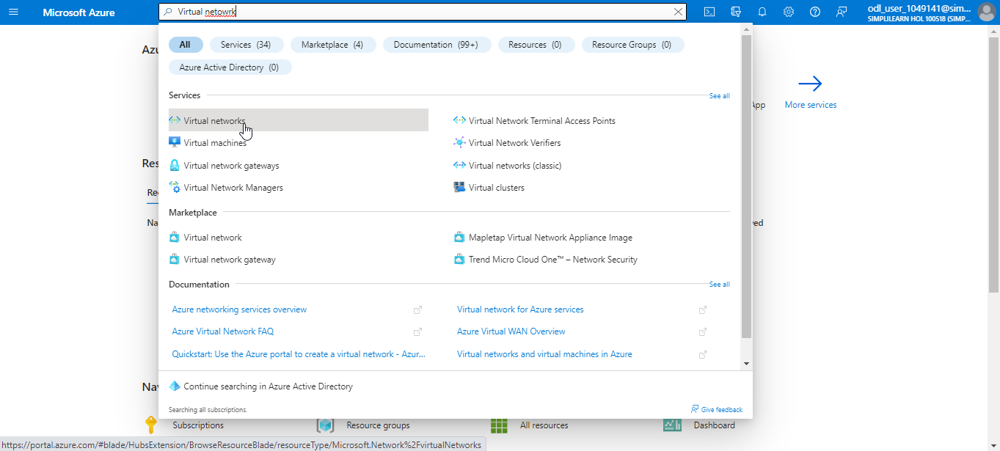 Microsoft Azure
Virtual netowrk
odl_user_1049141@sim...
SIMPLILEARN HOL 100518 (SIMP...
All
Services (34)
Marketplace (4)
Documentation (99+)
Resources (0)
Resource Groups (0)
Azure Active Directory (0)
Azu
App
More services
Services
See all
Virtual networks
Virtual Network Terminal Access Points
Virtual machines
Virtual Network Verifiers
Virtual network gateways
Virtual networks (classic)
Virtual Network Managers
Virtual clusters
Res
Re
Na
ed
Marketplace
Virtual network
Mapletap Virtual Network Appliance Image
Virtual network gateway
Trend Micro Cloud One™ – Network Security
Documentation
See all
Azure networking services overview
Virtual network for Azure services
Azure Virtual Network FAQ
Azure Virtual WAN Overview
Quickstart: Use the Azure portal to create a virtual network - Azur...
Virtual networks and virtual machines in Azure
Nav
Continue searching in Azure Active Directory
Searching all subscriptions.
Give feedback
Subscriptions
Resource groups
All resources
Dashboard
https://portal.azure.com/#blade/HubsExtension/BrowseResourceBlade/resourceType/Microsoft.Network%2FvirtualNetworks